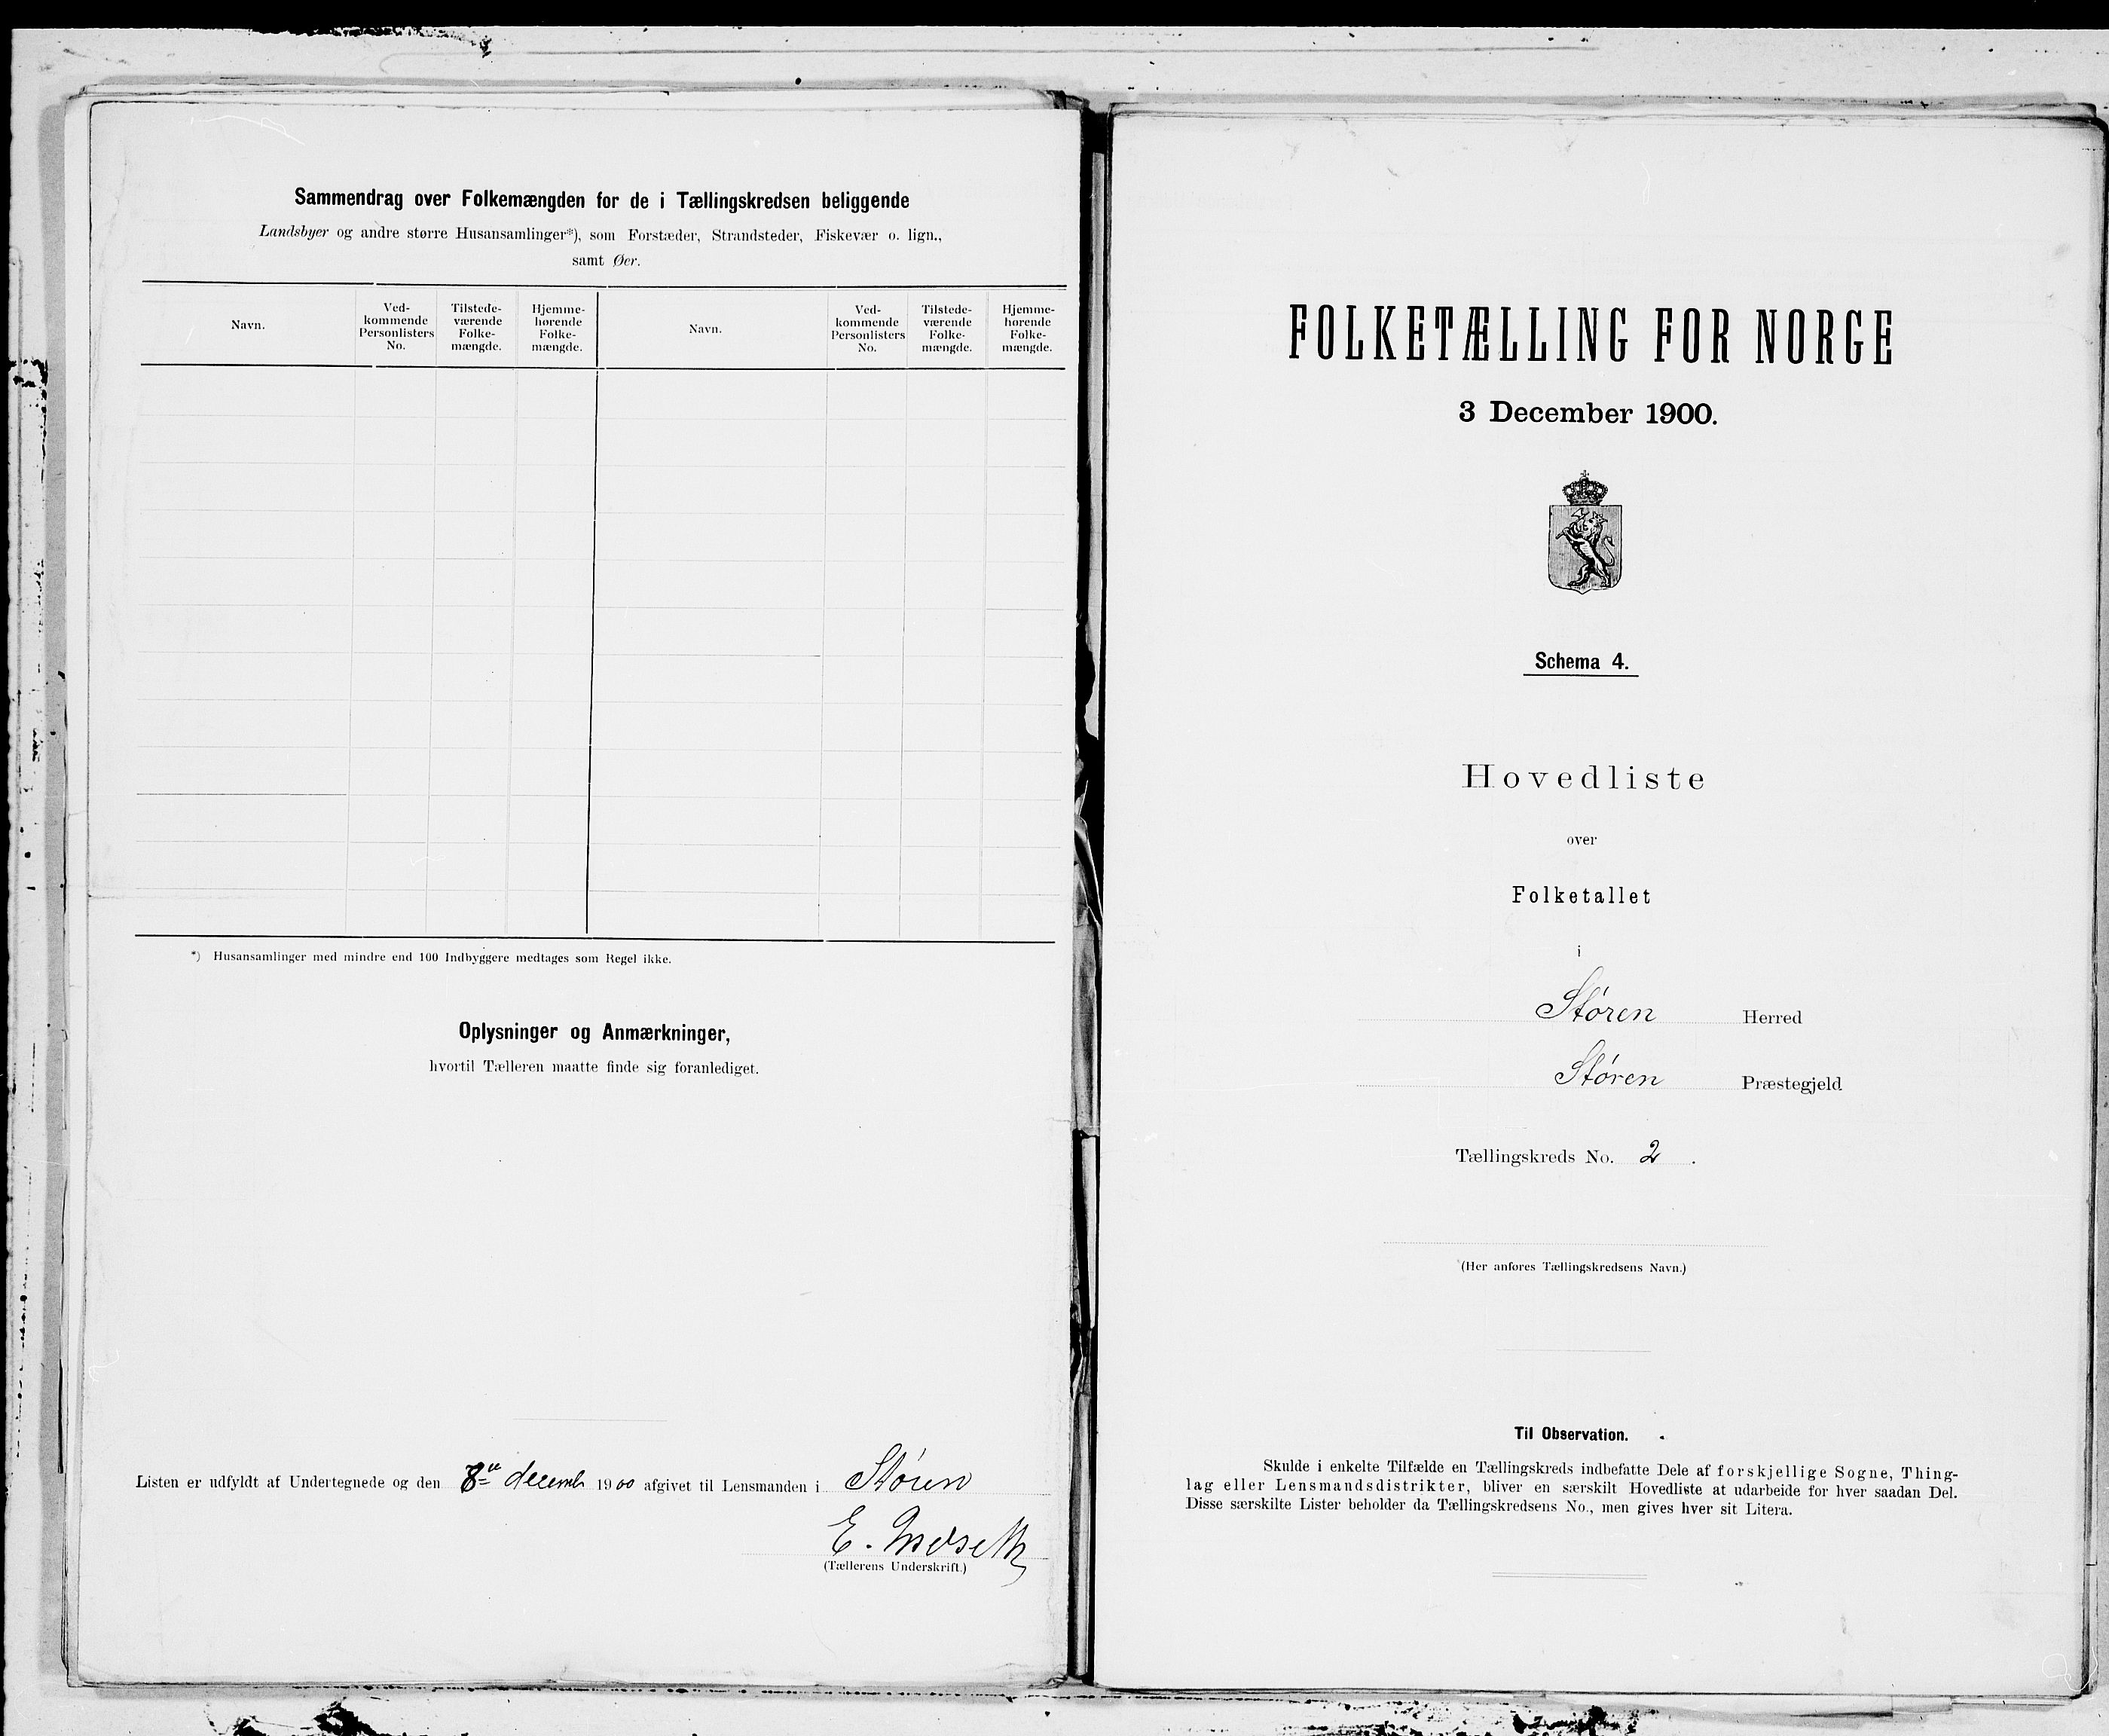 Sammendrag over Folkemængden for de i Tællingskredsen beliggende
Landsbyer og andre større Husansamlinger*), som Forstæder, Strandsteder, Fiskevær o. lign.,
samt Øer.
Navn.
Ved-
kommende
Personlisters
No.
Tilstede-
værende
Folke-
mængde.
Hjemme-
hørende
Folke-
mængde.
Navn.
Ved-
kommende
Personlisters
No.
Tilstede-
værende
Folke-
mængde.
Hjemme-
hørende
Folke-
mængde.
*) Husansamlinger med mindre end 100 Indbyggere medtages som Regel ikke.
Oplysninger og Anmærkninger,
hvortil Tælleren maatte finde sig foranlediget.
Listen er udfyldt af Undertegnede og den 8de decembr 1900 afgivet til Lensmanden i Støren
E.
(Tællerens Underskrift.)
FOLKETÆLLING FOR NORGE
3 December 1900.
Schema 4.
Hovedliste
over
Folketallet
i
Støren Herred
Støren Præstegjeld
Tællingskreds No. 2.
(Her anføres Tællingskredsens Navn.)
Til Observation.
Skulde i enkelte Tilfælde en Tællingskreds indbefatte Dele af forskjellige Sogne, Thing-
lag eller Lensmandsdistrikter, bliver en særskilt Hovedliste at udarbeide for hver saadan Del.
Disse særskilte Lister beholder da Tællingskredsens No., men gives hver sit Litera.